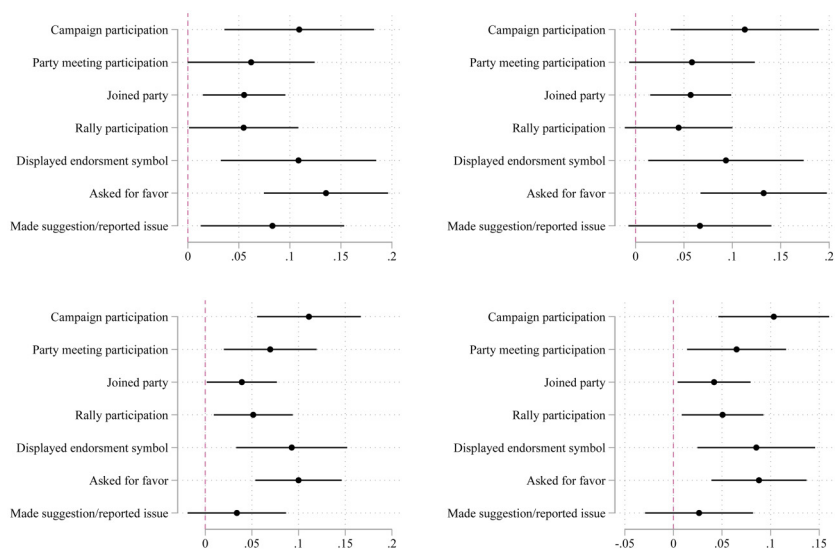 Campaign participation
Party meeting participation
Joined party
Rally participation
Displayed endorsment symbol
Asked for favor
Made suggestion/reported issue
0 .05 .1 .15 .2
Campaign participation
Party meeting participation
Joined party
Rally participation
Displayed endorsment symbol
Asked for favor
Made suggestion/reported issue
0 .05 .1 .15 .2
Campaign participation
Party meeting participation
Joined party
Rally participation
Displayed endorsment symbol
Asked for favor
Made suggestion/reported issue
0 .05 .1 .15 .2
Campaign participation
Party meeting participation
Joined party
Rally participation
Displayed endorsment symbol
Asked for favor
Made suggestion/reported issue
-.05 0 .05 .1 .15